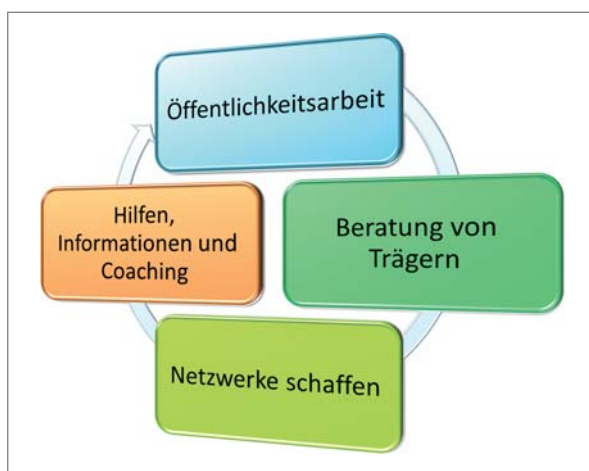 Öffentlichkeitsarbeit
Beratung von
Trägern
Netzwerke schaffen
Hilfen,
Informationen und
Coaching